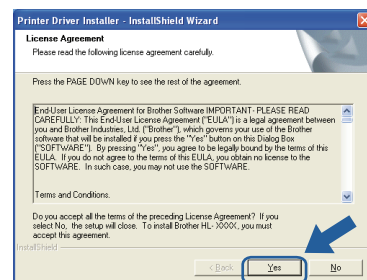 Printer Driver Installer - InstallShield Wizard
License Agreement
Please read the following license agreement carefully.
Press the PAGE DOWN key to see the rest of the agreement.
End-User License Agreement for Brother Software IMPORTANT- PLEASE READ
CAREFULLY: This End-User License Agreement ("EULA") is a legal agreement between
you and Brother Industries, Ltd. ("Brother"), which governs your use of the Brother
software that will be installed if you press the "Yes" button on this Dialog Box
("SOFTWARE"). By pressing "Yes", you agree to be legally bound by the terms of this
EULA. If you do not agree to the terms of this EULA, you obtain no license to the
SOFTWARE. In such case, you may not use the SOFTWARE.
Terms and Conditions.
Do you accept all the terms of the preceding License Agreement? If you
select No, the setup will close. To install Brother HL- XXXX, you must
accept this agreement.
InstallShield
< Back
Yes
No